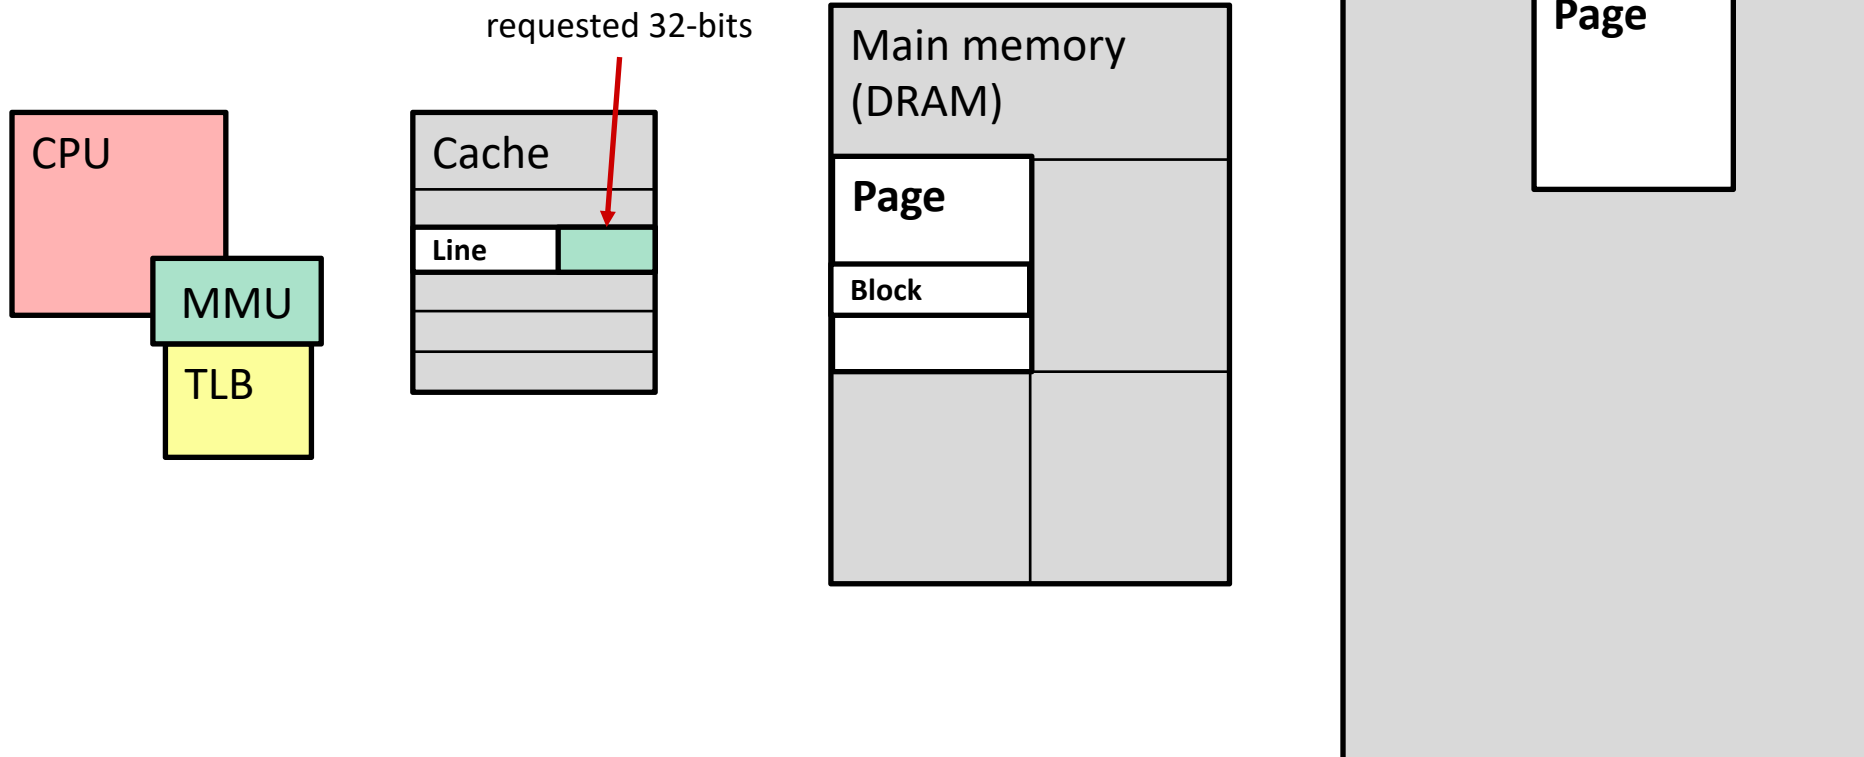 requested 32-bits
CPU
MMU
TLB
Cache
Line
Main memory
(DRAM)
Page
Block
Page